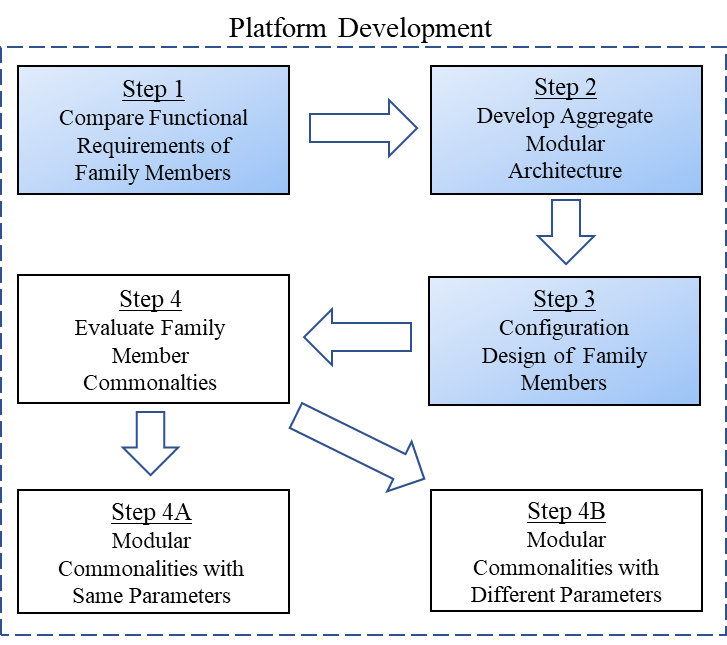 Platform Development
Step 1
Compare Functional
Requirements of
Family Members
Step 2
Develop Aggregate
Modular
Architecture
Step 3
Configuration
Design of Family
Members
Step 4
Evaluate Family
Member
Commonalties
Step 4A
Modular
Commonalities with
Same Parameters
Step 4B
Modular
Commonalities with
Different Parameters